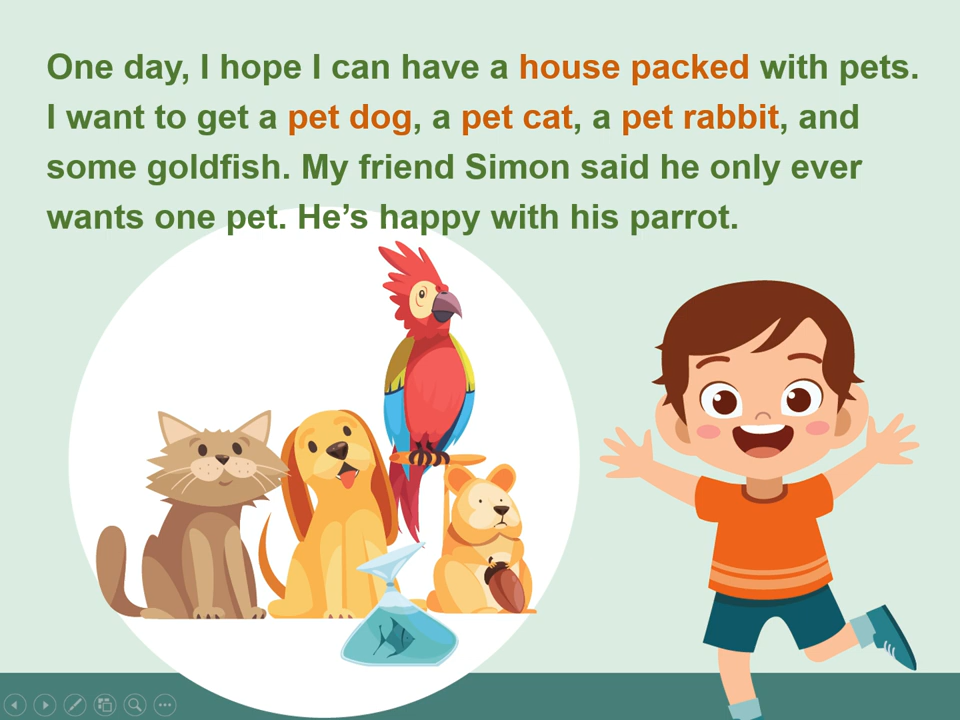 One day, I hope I can have a house packed with pets.
I want to get a pet dog, a pet cat, a pet rabbit, and
some goldfish. My friend Simon said he only ever
wants one pet. He’s happy with his parrot.